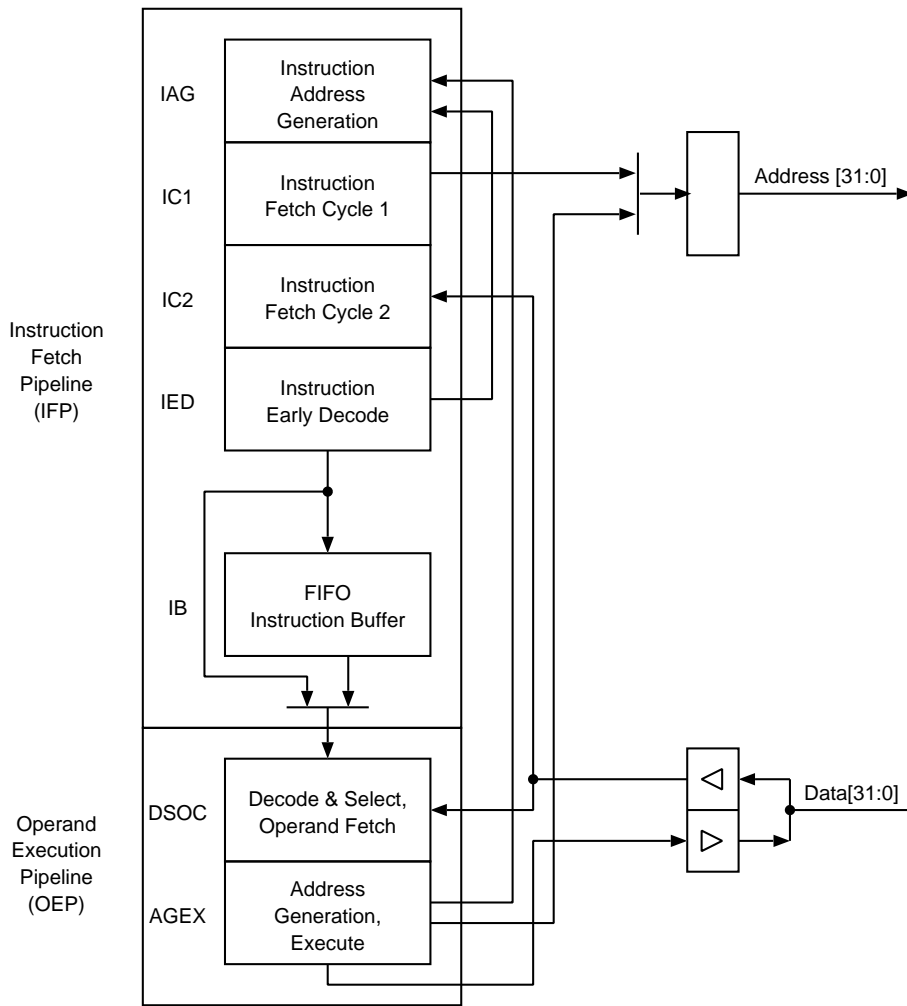 IAG
Instruction
Address
Generation
IC1
Instruction
Fetch Cycle 1
Address [31:0]
IC2
Instruction
Fetch Cycle 2
Instruction
Fetch
Pipeline
(IFP)
IED
Instruction
Early Decode
IB
FIFO
Instruction Buffer
DSOC
Decode & Select,
Operand Fetch
Data[31:0]
Operand
Execution
Pipeline
(OEP)
AGEX
Address
Generation,
Execute